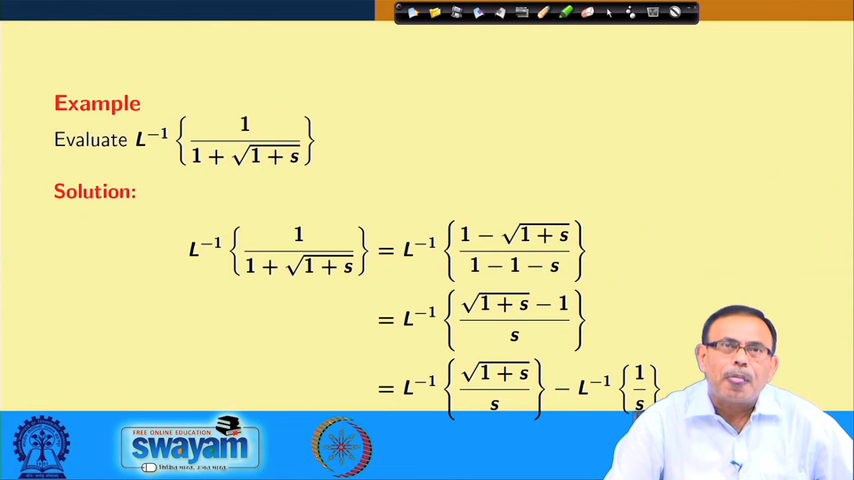 Example
Evaluate L⁻¹ { 1 / (1 + √(1 + s)) }
Solution:
L⁻¹ { 1 / (1 + √(1 + s)) } = L⁻¹ { (1 − √(1 + s)) / (1 − 1 − s) }
= L⁻¹ { (√(1 + s) − 1) / s }
= L⁻¹ { √(1 + s) / s } − L⁻¹ { 1 / s }
FREE ONLINE EDUCATION
swayam